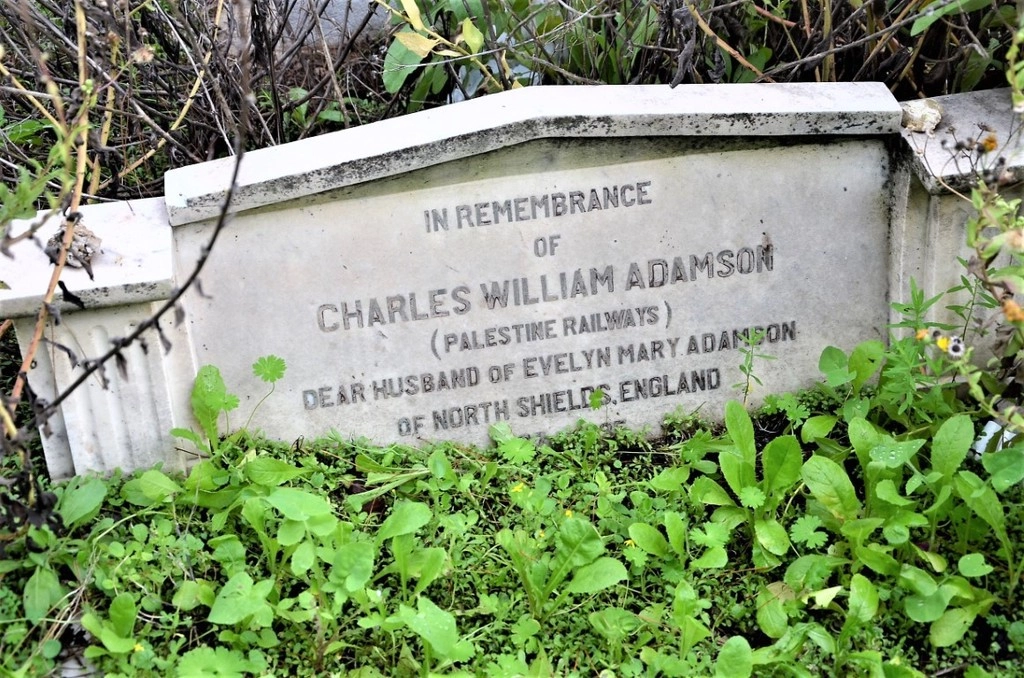 IN REMEMBRANCE
OF
CHARLES WILLIAM ADAMSON
(PALESTINE RAILWAYS)
DEAR HUSBAND OF EVELYN MARY ADAMSON
OF NORTH SHIELDS, ENGLAND